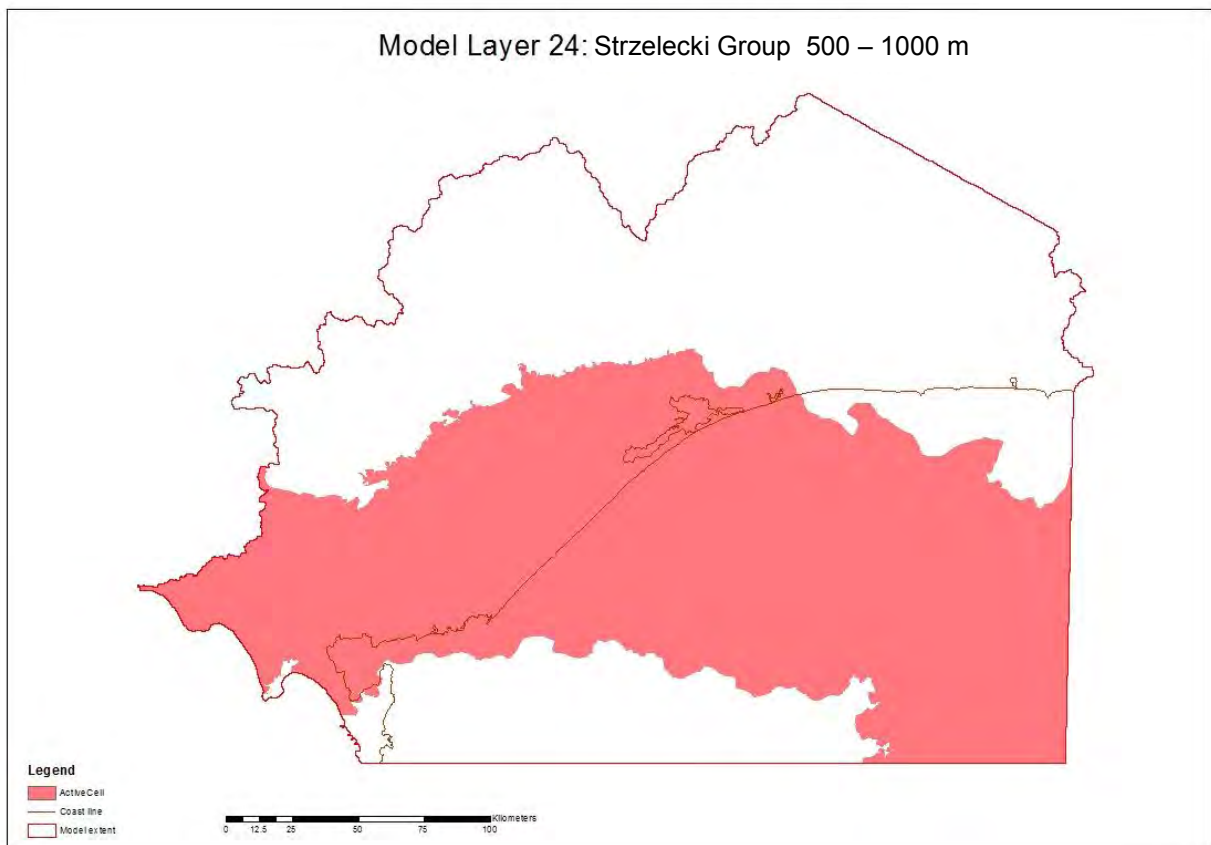 Model Layer 24: Strzelecki Group 500 – 1000 m
Legend
ActiveCell
Coast line
Model extent
Kilometers
0 12.5 25 50 75 100